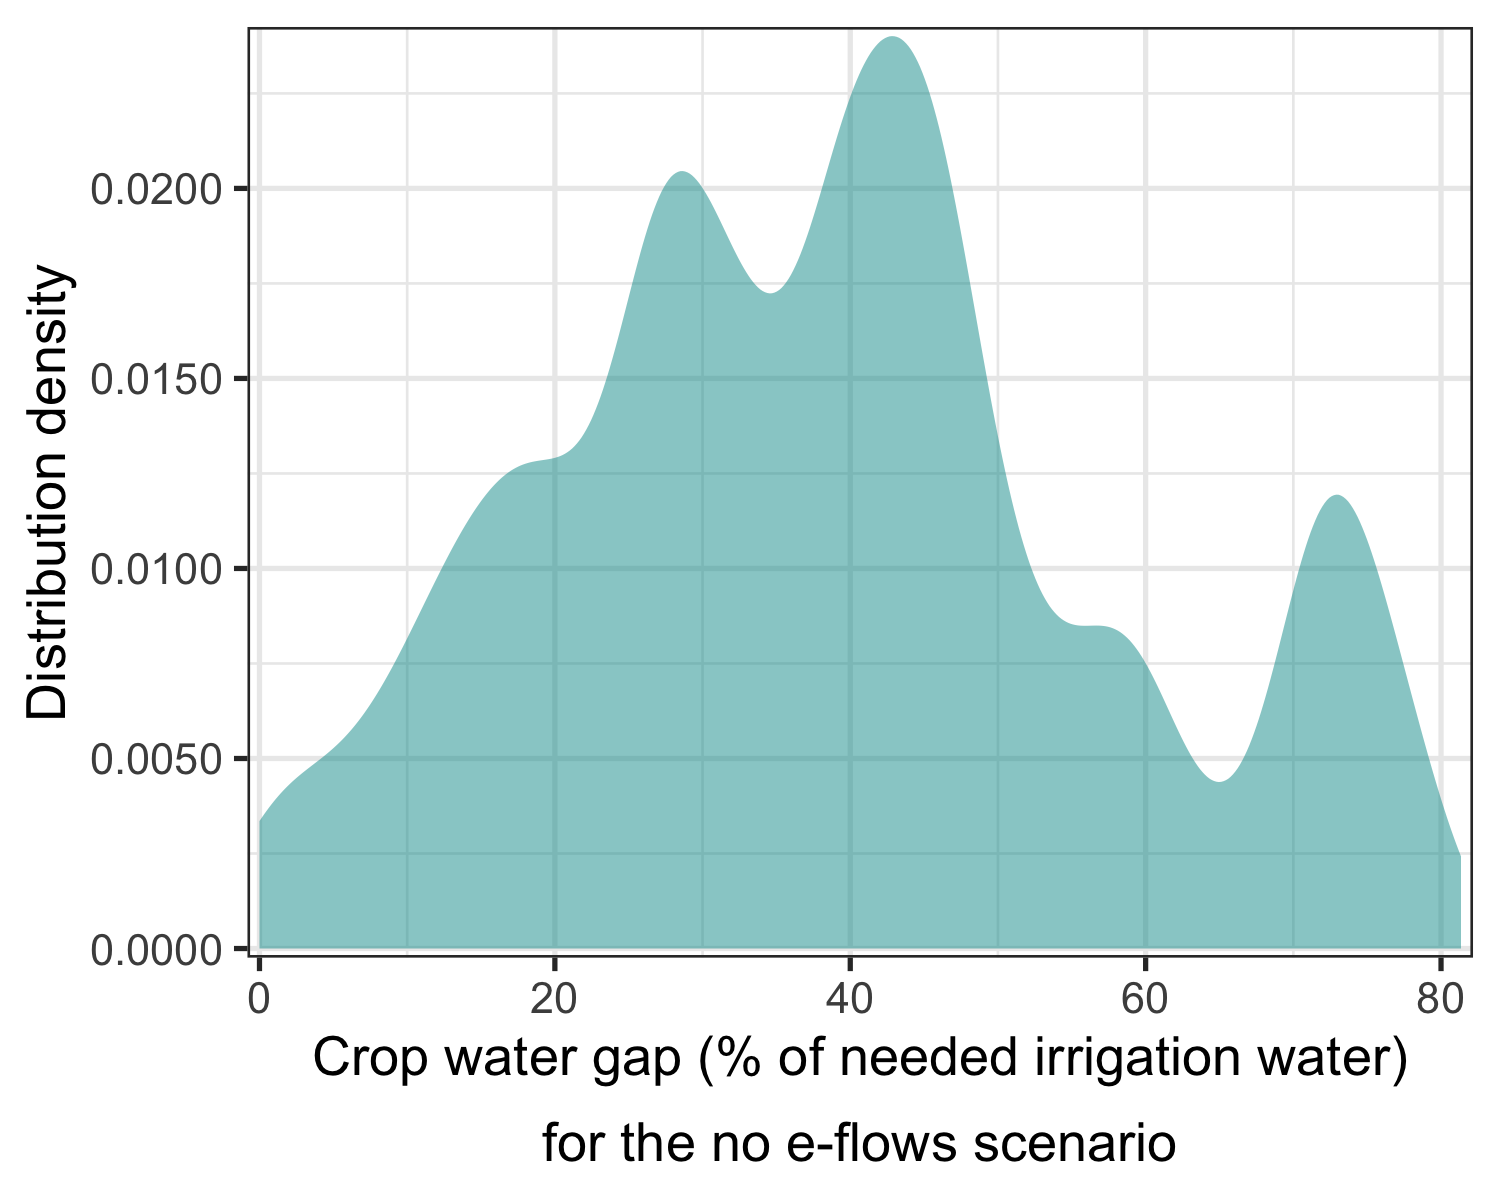 0.0200
0.0150
0.0100
0.0050
0.0000
Distribution density
0 20 40 60 80
Crop water gap (% of needed irrigation water)
for the no e-flows scenario